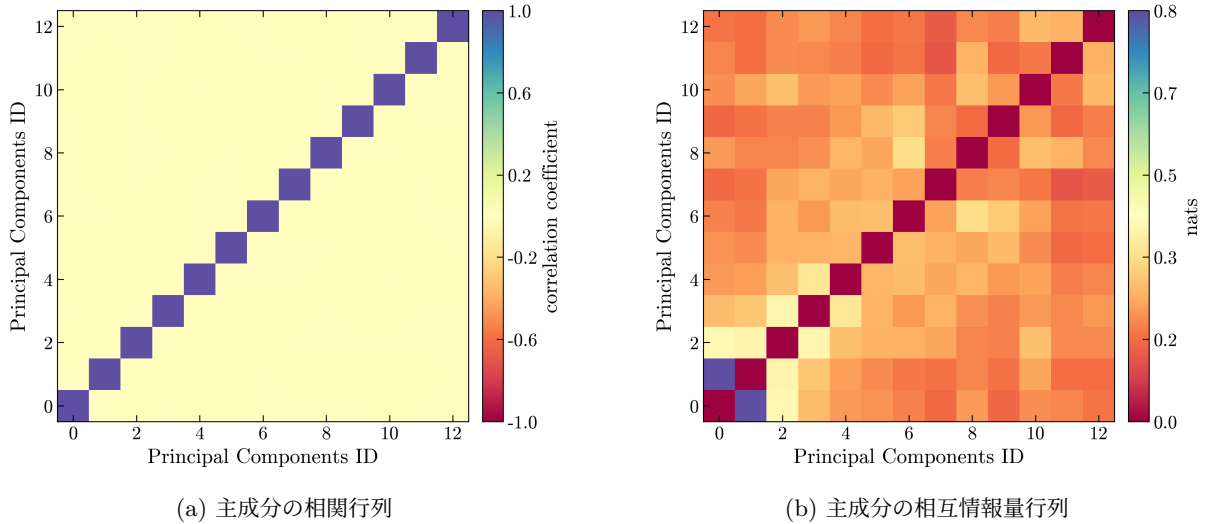 12
10
8
6
4
2
0
0 2 4 6 8 10 12
Principal Components ID
Principal Components ID
1.0
0.6
0.2
-0.2
-0.6
-1.0
correlation coefficient
(a) 主成分の相関行列
12
10
8
6
4
2
0
0 2 4 6 8 10 12
Principal Components ID
Principal Components ID
0.8
0.7
0.5
0.3
0.2
0.0
nats
(b) 主成分の相互情報量行列